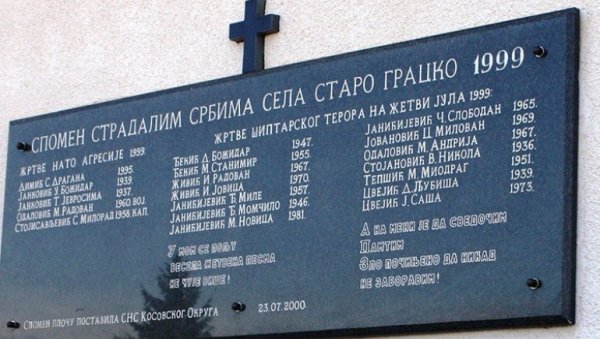 СПОМЕН СТРАДАЛИМ СРБИМА СЕЛА СТАРО ГРАЦКО 1999
ЖРТВЕ НАТО АГРЕСИЈЕ 1999:
ДИМИЋ С ДРАГАНА 1995.
ЈАНКОВИЋ У БОЖИДАР 1939
ЈАНКОВИЋ Т. ЈЕВРОСИМА 1937
ОДАЛОВИЋ М. РАДОВАН 1960 ВОЈ.
СТОЈИСАВЉЕВИЋ С. МИЛОРАД 1958 КАП.
ЖРТВЕ ШИПТАРСКОГ ТЕРОРА НА ЖЕТВИ ЈУЛА 1999:
ЂЕКИЋ Д. БОЖИДАР 1947.
ЂЕКИЋ М. СТАНИМИР 1955.
ЖИВИЋ И РАДОВАН 1967.
ЖИВИЋ И. ЈОВИЦА 1970.
ЈАНИЋИЈЕВИЋ Ђ. МИЛЕ 1957.
ЈАНИЋИЈЕВИЋ Ђ. МОМЧИЛО 1946.
ЈАНИЋИЈЕВИЋ М. НОВИЦА 1981.
ЈАНИЋИЈЕВИЋ Ч. СЛОБОДАН 1965.
ЈОВАНОВИЋ Ц. МИЛОВАН 1969.
ОДАЛОВИЋ М. АНДРИЈА 1967.
СТОЈАНОВИЋ В. НИКОЛА 1936.
ТЕПШИЋ М. МИОДРАГ 1951.
ЦВЕЈИЋ Д. ЉУБИША 1939.
ЦВЕЈИЋ Ј. САША 1973.
У МОМ СЕ ПОЉУ
ВЕСЕЛА ЖЕТВЕНА ПЕСМА
НЕ ЧУЈЕ ВИШЕ!
А НА МЕНИ ЈЕ ДА СВЕДОЧИМ
ПАМТИМ
ЗЛО ПОЧИЊЕНО ДА НИКАД
НЕ ЗАБОРАВИМ!
СПОМЕН ПЛОЧУ ПОСТАВИЛА СНС КОСОВСКОГ ОКРУГА 23.07.2000.